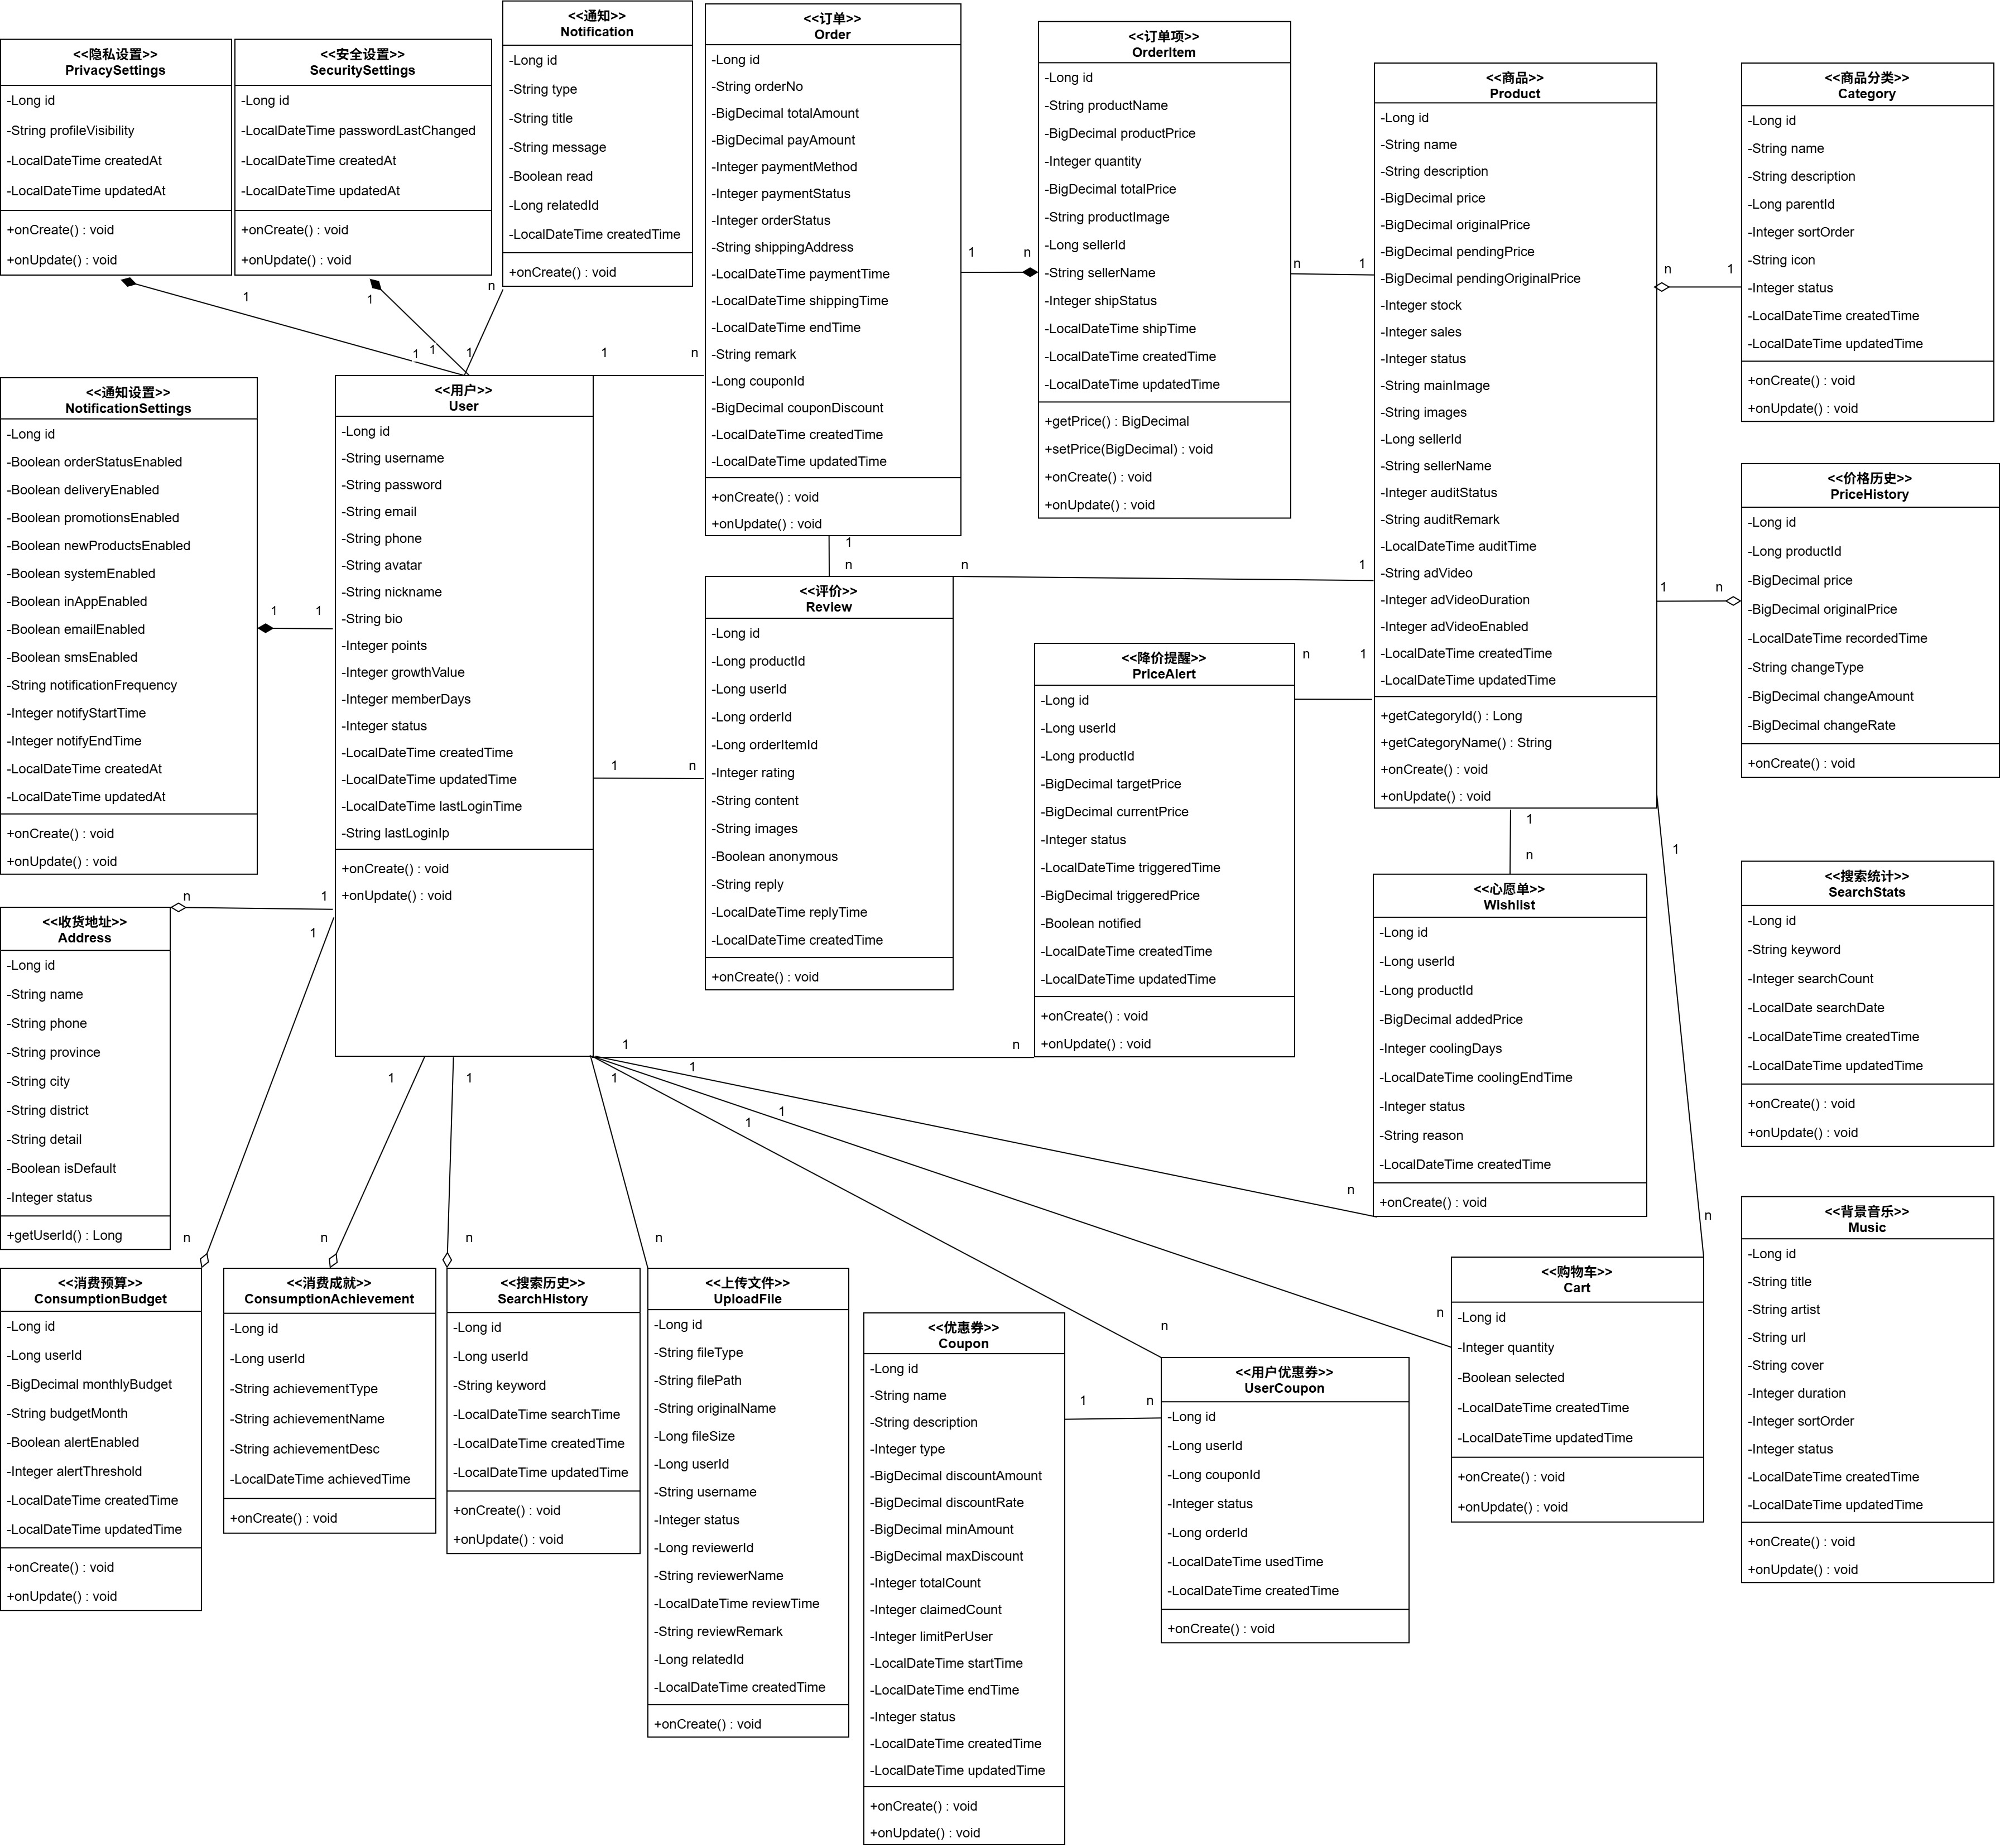 <<隐私设置>>
PrivacySettings
-Long id
-String profileVisibility
-LocalDateTime createdAt
-LocalDateTime updatedAt
+onCreate() : void
+onUpdate() : void
<<安全设置>>
SecuritySettings
-Long id
-LocalDateTime passwordLastChanged
-LocalDateTime createdAt
-LocalDateTime updatedAt
+onCreate() : void
+onUpdate() : void
<<通知>>
Notification
-Long id
-String type
-String title
-String message
-Boolean read
-Long relatedId
-LocalDateTime createdTime
+onCreate() : void
<<订单>>
Order
-Long id
-String orderNo
-BigDecimal totalAmount
-BigDecimal payAmount
-Integer paymentMethod
-Integer paymentStatus
-Integer orderStatus
-String shippingAddress
-LocalDateTime paymentTime
-LocalDateTime shippingTime
-LocalDateTime endTime
-String remark
-Long couponId
-BigDecimal couponDiscount
-LocalDateTime createdTime
-LocalDateTime updatedTime
+onCreate() : void
+onUpdate() : void
<<订单项>>
OrderItem
-Long id
-String productName
-BigDecimal productPrice
-Integer quantity
-BigDecimal totalPrice
-String productImage
-Long sellerId
-String sellerName
-Integer shipStatus
-LocalDateTime shipTime
-LocalDateTime createdTime
-LocalDateTime updatedTime
+getPrice() : BigDecimal
+setPrice(BigDecimal) : void
+onCreate() : void
+onUpdate() : void
<<商品>>
Product
-Long id
-String name
-String description
-BigDecimal price
-BigDecimal originalPrice
-BigDecimal pendingPrice
-BigDecimal pendingOriginalPrice
-Integer stock
-Integer sales
-Integer status
-String mainImage
-String images
-Long sellerId
-String sellerName
-Integer auditStatus
-String auditRemark
-LocalDateTime auditTime
-String adVideo
-Integer adVideoDuration
-Integer adVideoEnabled
-LocalDateTime createdTime
-LocalDateTime updatedTime
+getCategoryId() : Long
+getCategoryName() : String
+onCreate() : void
+onUpdate() : void
<<商品分类>>
Category
-Long id
-String name
-String description
-Long parentId
-Integer sortOrder
-String icon
-Integer status
-LocalDateTime createdTime
-LocalDateTime updatedTime
+onCreate() : void
+onUpdate() : void
1
1
n
1
1
1
1
n
1
n
n
1
n
1
<<通知设置>>
NotificationSettings
-Long id
-Boolean orderStatusEnabled
-Boolean deliveryEnabled
-Boolean promotionsEnabled
-Boolean newProductsEnabled
-Boolean systemEnabled
-Boolean inAppEnabled
-Boolean emailEnabled
-Boolean smsEnabled
-String notificationFrequency
-Integer notifyStartTime
-Integer notifyEndTime
-LocalDateTime createdAt
-LocalDateTime updatedAt
+onCreate() : void
+onUpdate() : void
1
1
<<用户>>
User
-Long id
-String username
-String password
-String email
-String phone
-String avatar
-String nickname
-String bio
-Integer points
-Integer growthValue
-Integer memberDays
-Integer status
-LocalDateTime createdTime
-LocalDateTime updatedTime
-LocalDateTime lastLoginTime
-String lastLoginIp
+onCreate() : void
+onUpdate() : void
1
n
n
1
<<评价>>
Review
-Long id
-Long productId
-Long userId
-Long orderId
-Long orderItemId
-Integer rating
-String content
-String images
-Boolean anonymous
-String reply
-LocalDateTime replyTime
-LocalDateTime createdTime
+onCreate() : void
1
n
<<降价提醒>>
PriceAlert
-Long id
-Long userId
-Long productId
-BigDecimal targetPrice
-BigDecimal currentPrice
-Integer status
-LocalDateTime triggeredTime
-BigDecimal triggeredPrice
-Boolean notified
-LocalDateTime createdTime
-LocalDateTime updatedTime
+onCreate() : void
+onUpdate() : void
n
1
1
n
<<价格历史>>
PriceHistory
-Long id
-Long productId
-BigDecimal price
-BigDecimal originalPrice
-LocalDateTime recordedTime
-String changeType
-BigDecimal changeAmount
-BigDecimal changeRate
+onCreate() : void
1
n
1
<<心愿单>>
Wishlist
-Long id
-Long userId
-Long productId
-BigDecimal addedPrice
-Integer coolingDays
-LocalDateTime coolingEndTime
-Integer status
-String reason
-LocalDateTime createdTime
+onCreate() : void
<<搜索统计>>
SearchStats
-Long id
-String keyword
-Integer searchCount
-LocalDate searchDate
-LocalDateTime createdTime
-LocalDateTime updatedTime
+onCreate() : void
+onUpdate() : void
n
1
1
<<收货地址>>
Address
-Long id
-String name
-String phone
-String province
-String city
-String district
-String detail
-Boolean isDefault
-Integer status
+getUserId() : Long
1
n
1
1
1
1
1
1
n
n
n
n
n
n
n
n
<<消费预算>>
ConsumptionBudget
-Long id
-Long userId
-BigDecimal monthlyBudget
-String budgetMonth
-Boolean alertEnabled
-Integer alertThreshold
-LocalDateTime createdTime
-LocalDateTime updatedTime
+onCreate() : void
+onUpdate() : void
<<消费成就>>
ConsumptionAchievement
-Long id
-Long userId
-String achievementType
-String achievementName
-String achievementDesc
-LocalDateTime achievedTime
+onCreate() : void
<<搜索历史>>
SearchHistory
-Long id
-Long userId
-String keyword
-LocalDateTime searchTime
-LocalDateTime createdTime
-LocalDateTime updatedTime
+onCreate() : void
+onUpdate() : void
<<上传文件>>
UploadFile
-Long id
-String fileType
-String filePath
-String originalName
-Long fileSize
-Long userId
-String username
-Integer status
-Long reviewerId
-String reviewerName
-LocalDateTime reviewTime
-String reviewRemark
-Long relatedId
-LocalDateTime createdTime
+onCreate() : void
<<优惠券>>
Coupon
-Long id
-String name
-String description
-Integer type
-BigDecimal discountAmount
-BigDecimal discountRate
-BigDecimal minAmount
-BigDecimal maxDiscount
-Integer totalCount
-Integer claimedCount
-Integer limitPerUser
-LocalDateTime startTime
-LocalDateTime endTime
-Integer status
-LocalDateTime createdTime
-LocalDateTime updatedTime
+onCreate() : void
+onUpdate() : void
1
n
<<用户优惠券>>
UserCoupon
-Long id
-Long userId
-Long couponId
-Integer status
-Long orderId
-LocalDateTime usedTime
-LocalDateTime createdTime
+onCreate() : void
<<购物车>>
Cart
-Long id
-Integer quantity
-Boolean selected
-LocalDateTime createdTime
-LocalDateTime updatedTime
+onCreate() : void
+onUpdate() : void
<<背景音乐>>
Music
-Long id
-String title
-String artist
-String url
-String cover
-Integer duration
-Integer sortOrder
-Integer status
-LocalDateTime createdTime
-LocalDateTime updatedTime
+onCreate() : void
+onUpdate() : void